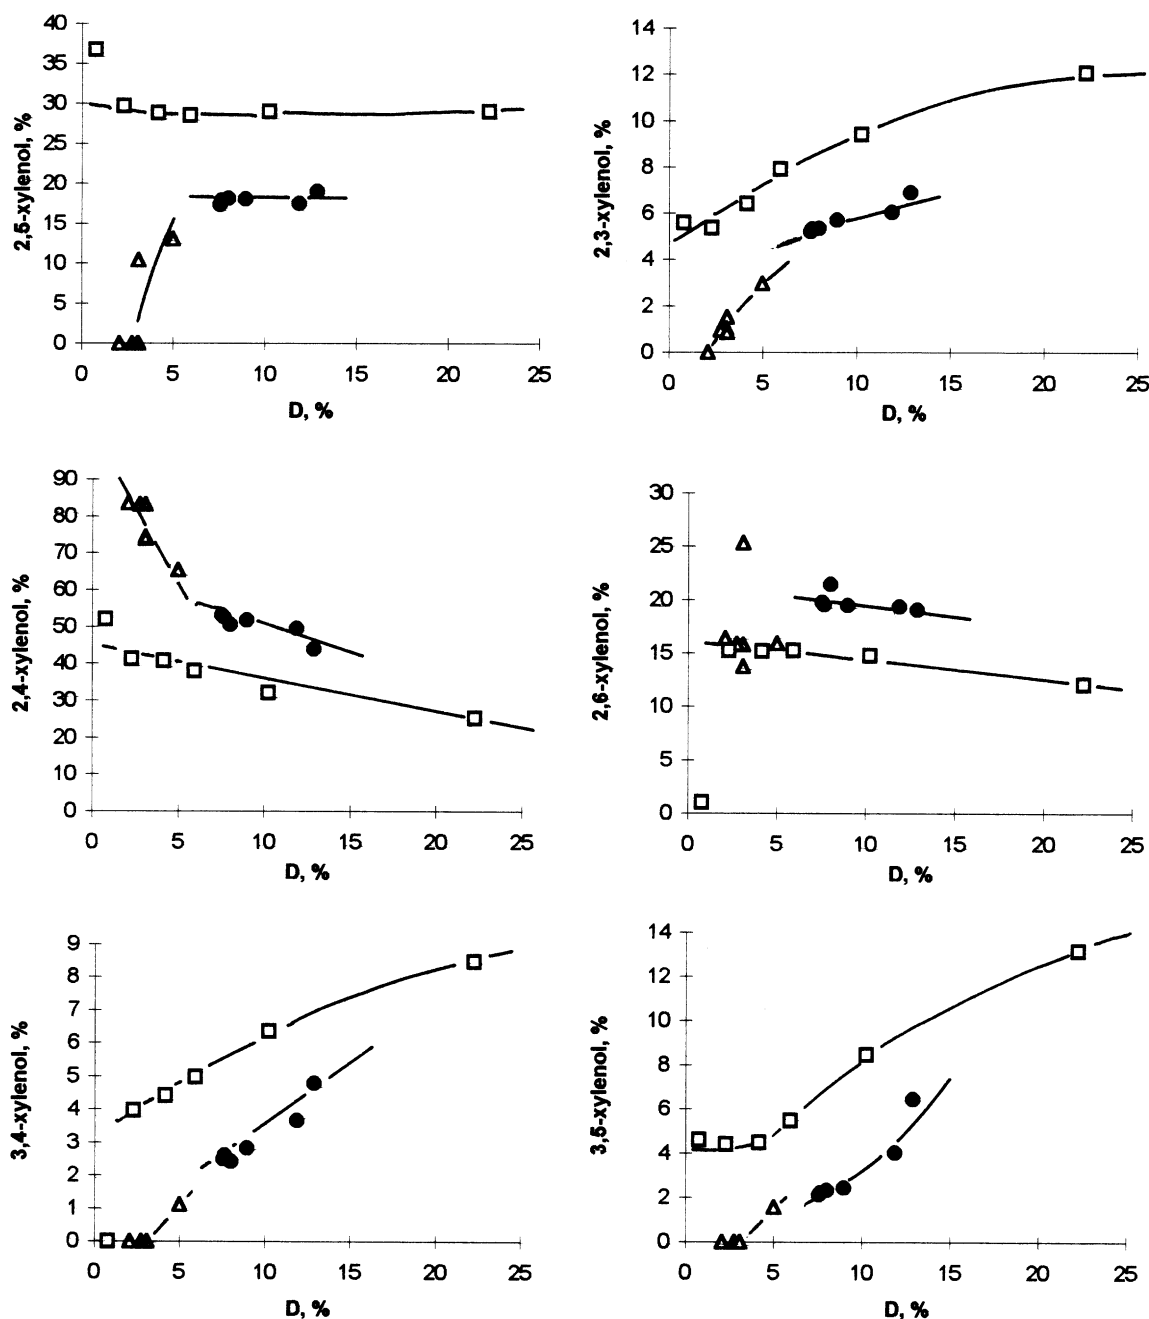 40
35
30
25
20
15
10
5
0
2,5-xylenol, %
0 5 10 15 20 25
D, %
14
12
10
8
6
4
2
0
2,3-xylenol, %
0 5 10 15 20 25
D, %
90
80
70
60
50
40
30
20
10
0
2,4-xylenol, %
0 5 10 15 20 25
D, %
30
25
20
15
10
5
0
2,6-xylenol, %
0 5 10 15 20 25
D, %
9
8
7
6
5
4
3
2
1
0
3,4-xylenol, %
0 5 10 15 20 25
D, %
14
12
10
8
6
4
2
0
3,5-xylenol, %
0 5 10 15 20 25
D, %